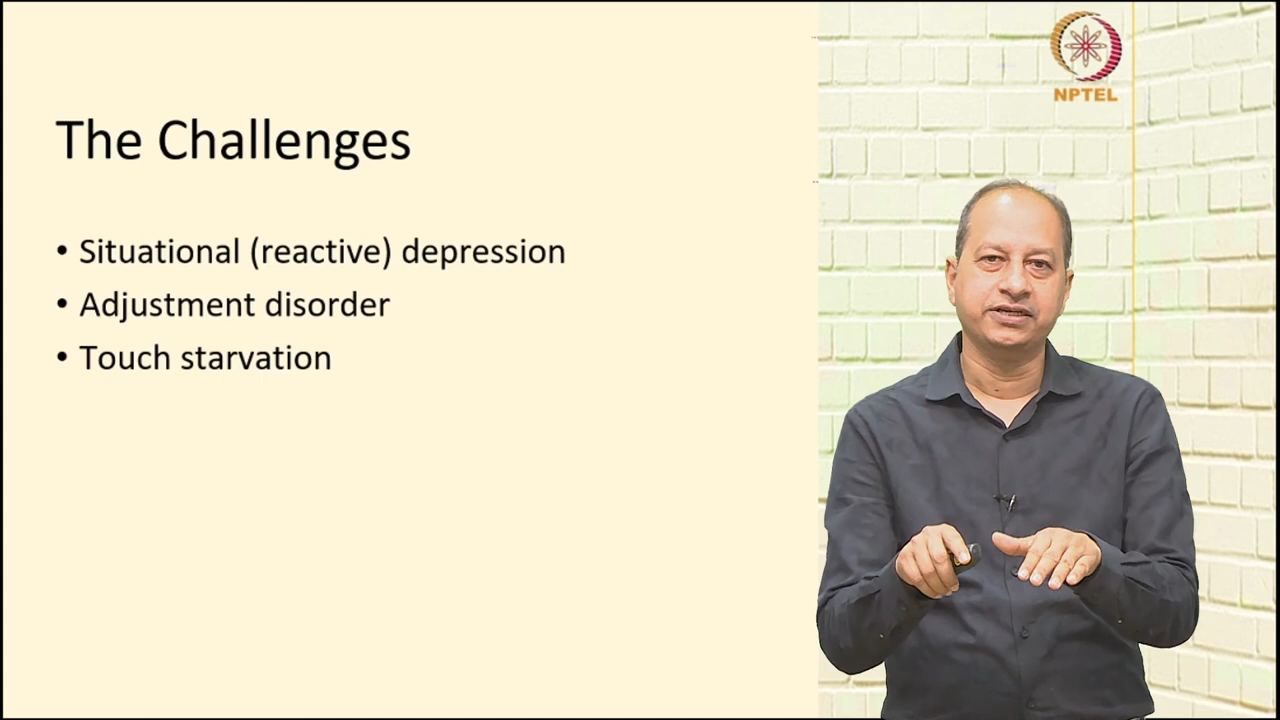 The Challenges
• Situational (reactive) depression
• Adjustment disorder
• Touch starvation
NPTEL